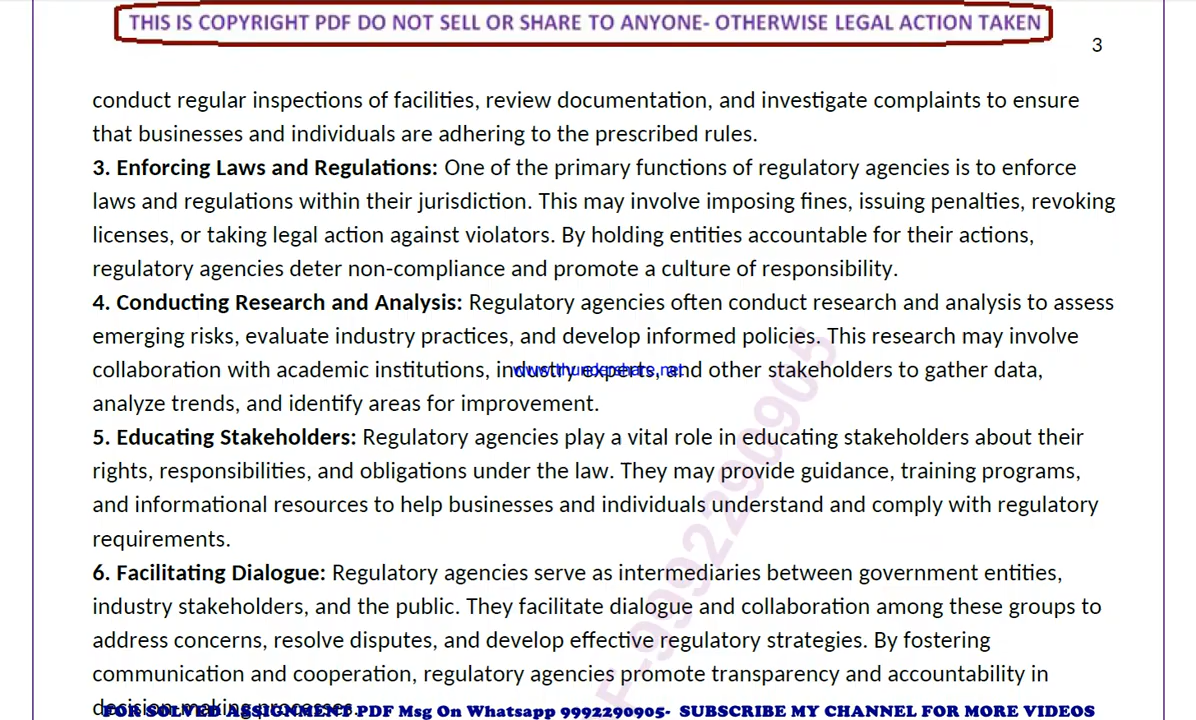 THIS IS COPYRIGHT PDF DO NOT SELL OR SHARE TO ANYONE- OTHERWISE LEGAL ACTION TAKEN
3
conduct regular inspections of facilities, review documentation, and investigate complaints to ensure
that businesses and individuals are adhering to the prescribed rules.
3. Enforcing Laws and Regulations: One of the primary functions of regulatory agencies is to enforce
laws and regulations within their jurisdiction. This may involve imposing fines, issuing penalties, revoking
licenses, or taking legal action against violators. By holding entities accountable for their actions,
regulatory agencies deter non-compliance and promote a culture of responsibility.
4. Conducting Research and Analysis: Regulatory agencies often conduct research and analysis to assess
emerging risks, evaluate industry practices, and develop informed policies. This research may involve
collaboration with academic institutions, industry experts, and other stakeholders to gather data,
www.thundershare.net
analyze trends, and identify areas for improvement.
5. Educating Stakeholders: Regulatory agencies play a vital role in educating stakeholders about their
rights, responsibilities, and obligations under the law. They may provide guidance, training programs,
and informational resources to help businesses and individuals understand and comply with regulatory
requirements.
6. Facilitating Dialogue: Regulatory agencies serve as intermediaries between government entities,
industry stakeholders, and the public. They facilitate dialogue and collaboration among these groups to
address concerns, resolve disputes, and develop effective regulatory strategies. By fostering
communication and cooperation, regulatory agencies promote transparency and accountability in
decision-making processes.
FOR SOLVED ASSIGNMENT PDF Msg On Whatsapp 9992290905- SUBSCRIBE MY CHANNEL FOR MORE VIDEOS
F-9992290905